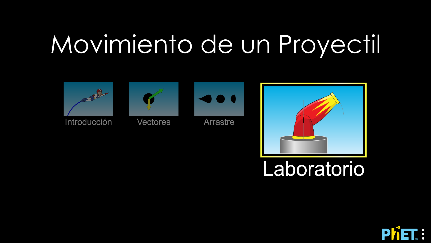 Movimiento de un Proyectil
Introducción
Vectores
Arrastre
Laboratorio
PhET